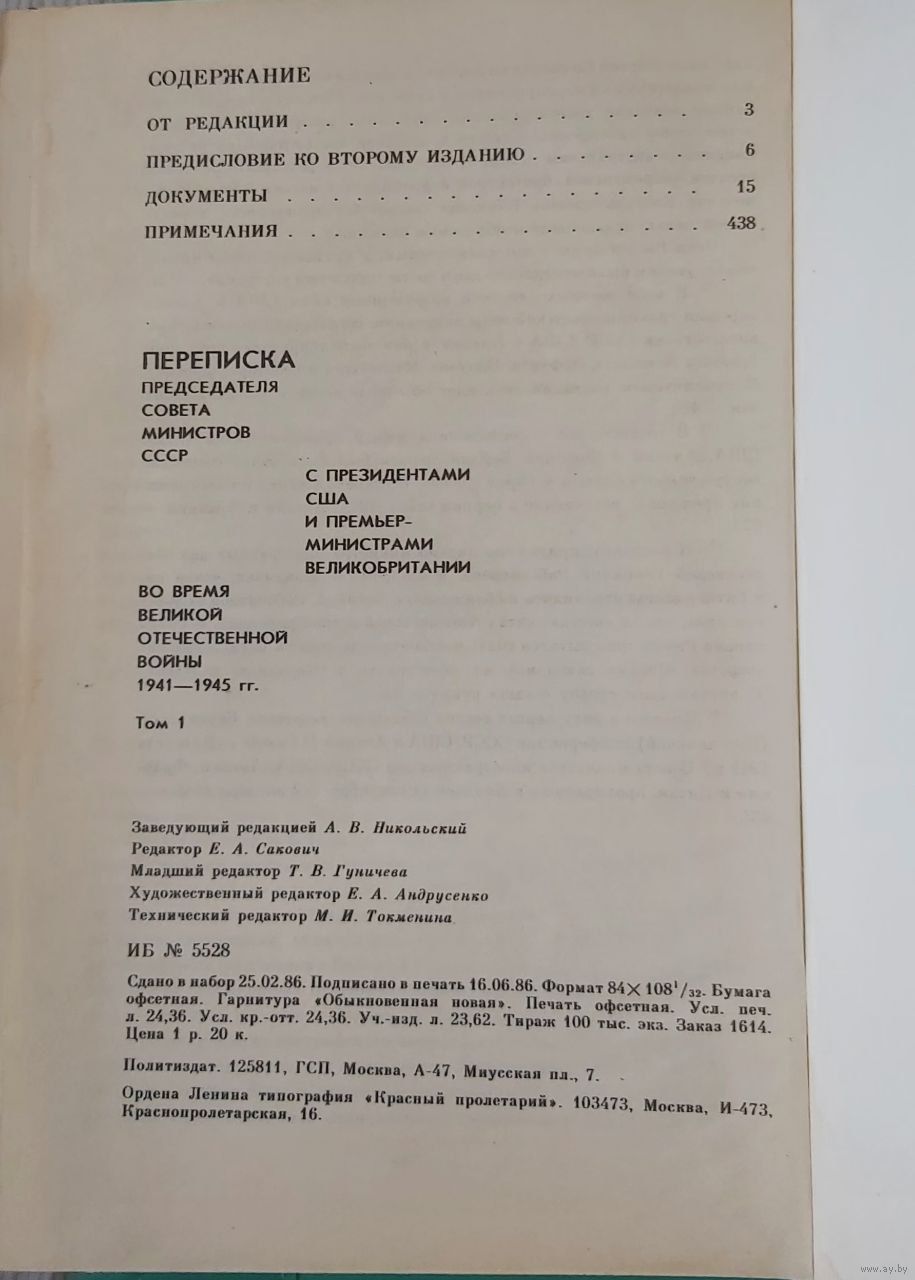 СОДЕРЖАНИЕ
ОТ РЕДАКЦИИ . . . . . . . . . . . . . . . . . 3
ПРЕДИСЛОВИЕ КО ВТОРОМУ ИЗДАНИЮ . . . . . . . 6
ДОКУМЕНТЫ . . . . . . . . . . . . . . . . . . 15
ПРИМЕЧАНИЯ . . . . . . . . . . . . . . . . . . 438
ПЕРЕПИСКА
ПРЕДСЕДАТЕЛЯ
СОВЕТА
МИНИСТРОВ
СССР
С ПРЕЗИДЕНТАМИ
США
И ПРЕМЬЕР-
МИНИСТРАМИ
ВЕЛИКОБРИТАНИИ
ВО ВРЕМЯ
ВЕЛИКОЙ
ОТЕЧЕСТВЕННОЙ
ВОЙНЫ
1941—1945 гг.
Том 1
Заведующий редакцией А. В. Никольский
Редактор Е. А. Сакович
Младший редактор Т. В. Гуничева
Художественный редактор Е. А. Андрусенко
Технический редактор М. И. Токменина
ИБ № 5528
Сдано в набор 25.02.86. Подписано в печать 16.06.86. Формат 84×108¹/₃₂. Бумага
офсетная. Гарнитура «Обыкновенная новая». Печать офсетная. Усл. печ.
л. 24,36. Усл. кр.-отт. 24,36. Уч.-изд. л. 23,62. Тираж 100 тыс. экз. Заказ 1614.
Цена 1 р. 20 к.
Политиздат. 125811, ГСП, Москва, А-47, Миусская пл., 7.
Ордена Ленина типография «Красный пролетарий». 103473, Москва, И-473,
Краснопролетарская, 16.
www.ay.by